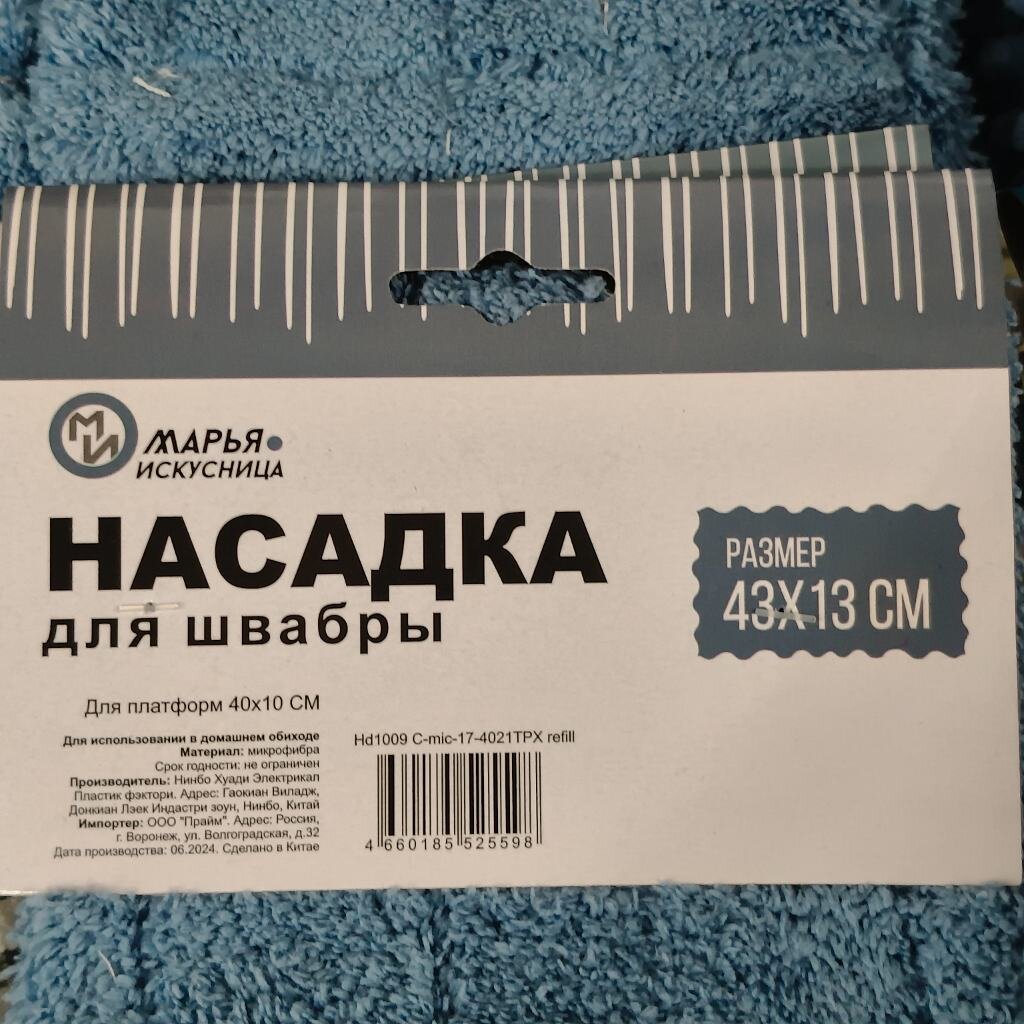 МИ
МАРЬЯ
ИСКУСНИЦА
НАСАДКА
для швабры
РАЗМЕР
43X13 СМ
Для платформ 40x10 СМ
Для использовании в домашнем обиходе
Материал: микрофибра
Срок годности: не ограничен
Производитель: Нинбо Хуади Электрикал
Пластик фэктори. Адрес: Гаокиан Виладж,
Донкиан Лэек Индастри зоун, Нинбо, Китай
Импортер: ООО "Прайм". Адрес: Россия,
г. Воронеж, ул. Волгоградская, д.32
Дата производства: 06.2024. Сделано в Китае
Hd1009 C-mic-17-4021TPX refill
4 660185 525598